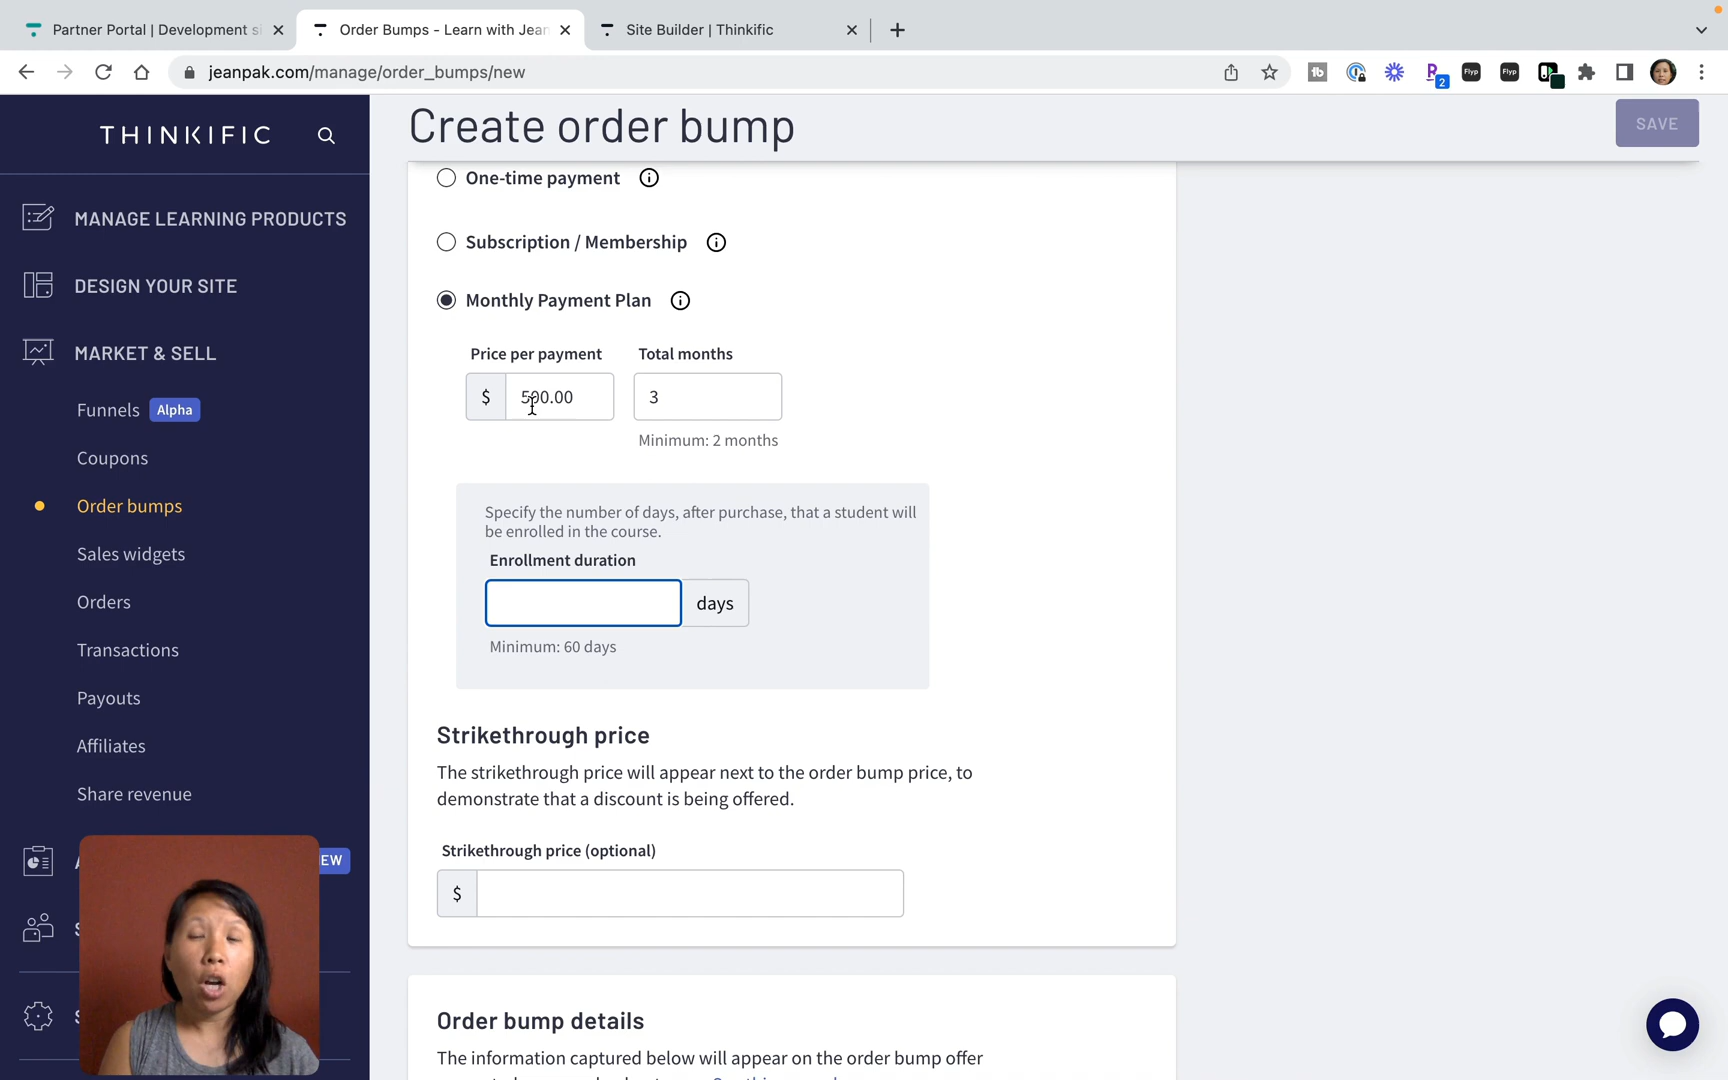 Partner Portal | Development si
Order Bumps - Learn with Jean
Site Builder | Thinkific
jeanpak.com/manage/order_bumps/new
2
Flyp
Flyp
THINKIFIC
Create order bump
SAVE
MANAGE LEARNING PRODUCTS
DESIGN YOUR SITE
MARKET & SELL
Funnels
Alpha
Coupons
Order bumps
Sales widgets
Orders
Transactions
Payouts
Affiliates
Share revenue
EW
One-time payment
Subscription / Membership
Monthly Payment Plan
Price per payment
Total months
$ 500.00
3
Minimum: 2 months
Specify the number of days, after purchase, that a student will
be enrolled in the course.
Enrollment duration
days
Minimum: 60 days
Strikethrough price
The strikethrough price will appear next to the order bump price, to
demonstrate that a discount is being offered.
Strikethrough price (optional)
$
Order bump details
The information captured below will appear on the order bump offer